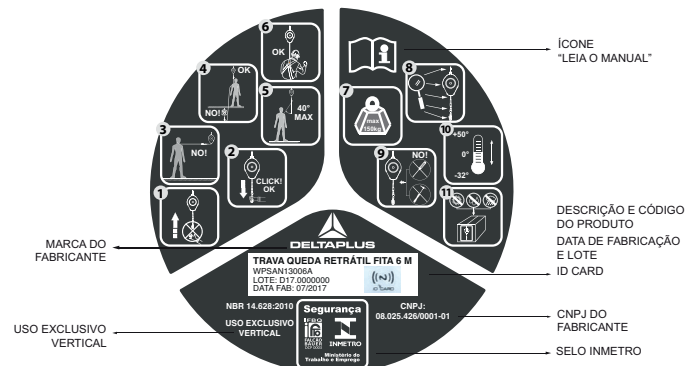 6
OK
4
OK
NO!
5
40°
MAX
3
NO!
2
CLICK!
OK
1
ÍCONE
"LEIA O MANUAL"
8
7
max
150kg
10
+50°
0°
-32°
9
NO!
11
DELTAPLUS
MARCA DO
FABRICANTE
TRAVA QUEDA RETRÁTIL FITA 6 M
WPSAN13006A
LOTE: D17.0000000
DATA FAB: 07/2017
ID CARD
DESCRIÇÃO E CÓDIGO
DO PRODUTO
DATA DE FABRICAÇÃO
E LOTE
ID CARD
NBR 14.628:2010
USO EXCLUSIVO
VERTICAL
Segurança
IFBQ
FALCÃO
BAUER
INMETRO
Ministério do
Trabalho e Emprego
CNPJ:
08.025.426/0001-01
USO EXCLUSIVO
VERTICAL
CNPJ DO
FABRICANTE
SELO INMETRO